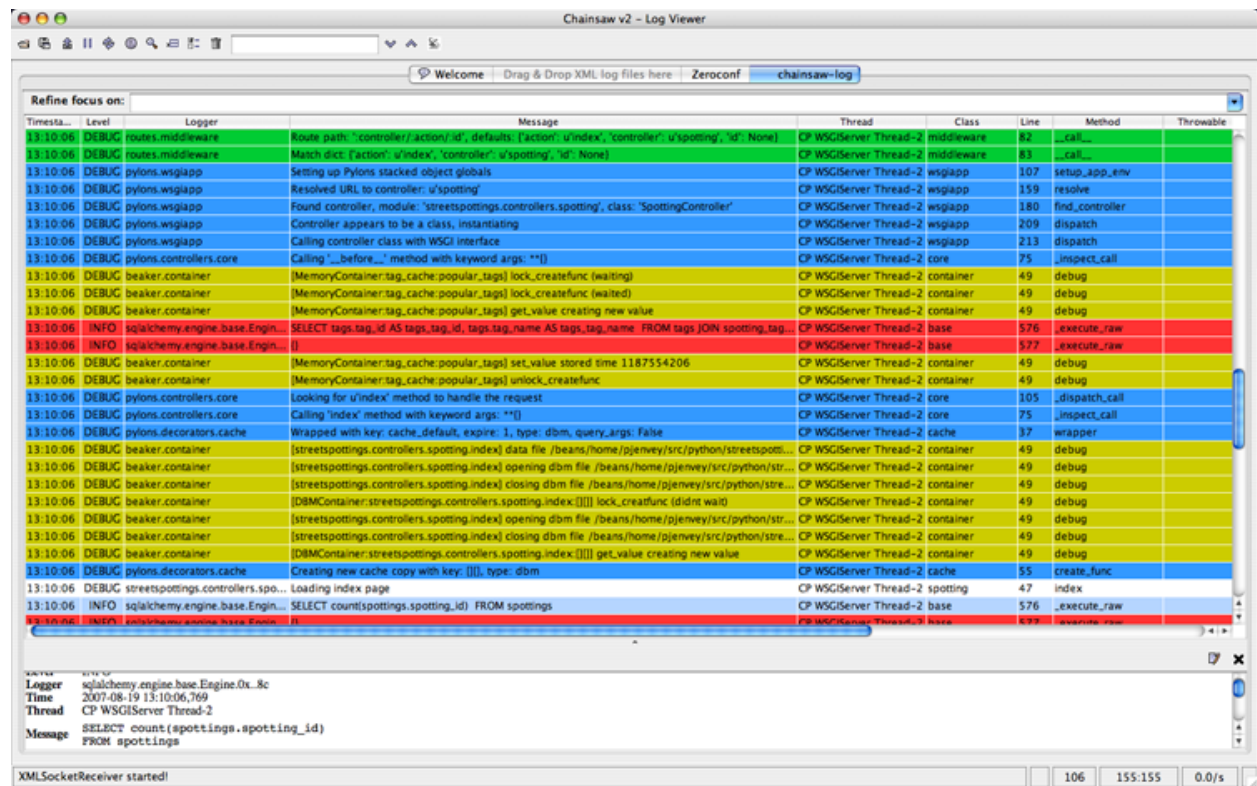 Chainsaw v2 – Log Viewer
Welcome Drag & Drop XML log files here Zeroconf chainsaw-log
Refine focus on:
Timesta... Level Logger Message Thread Class Line Method Throwable
13:10:06 DEBUG routes.middleware Route path: ':controller/:action/:id', defaults: {'action': u'index', 'controller': u'spotting', 'id': None} CP WSGIServer Thread-2 middleware 82 __call__
13:10:06 DEBUG routes.middleware Match dict: {'action': u'index', 'controller': u'spotting', 'id': None} CP WSGIServer Thread-2 middleware 83 __call__
13:10:06 DEBUG pylons.wsgiapp Setting up Pylons stacked object globals CP WSGIServer Thread-2 wsgiapp 107 setup_app_env
13:10:06 DEBUG pylons.wsgiapp Resolved URL to controller: u'spotting' CP WSGIServer Thread-2 wsgiapp 159 resolve
13:10:06 DEBUG pylons.wsgiapp Found controller, module: 'streetspottings.controllers.spotting', class: 'SpottingController' CP WSGIServer Thread-2 wsgiapp 180 find_controller
13:10:06 DEBUG pylons.wsgiapp Controller appears to be a class, instantiating CP WSGIServer Thread-2 wsgiapp 209 dispatch
13:10:06 DEBUG pylons.wsgiapp Calling controller class with WSGI interface CP WSGIServer Thread-2 wsgiapp 213 dispatch
13:10:06 DEBUG pylons.controllers.core Calling '__before__' method with keyword args: **{} CP WSGIServer Thread-2 core 75 _inspect_call
13:10:06 DEBUG beaker.container [MemoryContainer:tag_cache:popular_tags] lock_createfunc (waiting) CP WSGIServer Thread-2 container 49 debug
13:10:06 DEBUG beaker.container [MemoryContainer:tag_cache:popular_tags] lock_createfunc (waited) CP WSGIServer Thread-2 container 49 debug
13:10:06 DEBUG beaker.container [MemoryContainer:tag_cache:popular_tags] get_value creating new value CP WSGIServer Thread-2 container 49 debug
13:10:06 INFO sqlalchemy.engine.base.Engin... SELECT tags.tag_id AS tags_tag_id, tags.tag_name AS tags_tag_name FROM tags JOIN spotting_tag... CP WSGIServer Thread-2 base 576 _execute_raw
13:10:06 INFO sqlalchemy.engine.base.Engin... {} CP WSGIServer Thread-2 base 577 _execute_raw
13:10:06 DEBUG beaker.container [MemoryContainer:tag_cache:popular_tags] set_value stored time 1187554206 CP WSGIServer Thread-2 container 49 debug
13:10:06 DEBUG beaker.container [MemoryContainer:tag_cache:popular_tags] unlock_createfunc CP WSGIServer Thread-2 container 49 debug
13:10:06 DEBUG pylons.controllers.core Looking for u'index' method to handle the request CP WSGIServer Thread-2 core 105 _dispatch_call
13:10:06 DEBUG pylons.controllers.core Calling 'index' method with keyword args: **{} CP WSGIServer Thread-2 core 75 _inspect_call
13:10:06 DEBUG pylons.decorators.cache Wrapped with key: cache_default, expire: 1, type: dbm, query_args: False CP WSGIServer Thread-2 cache 37 wrapper
13:10:06 DEBUG beaker.container [streetspottings.controllers.spotting.index] data file /beans/home/pjenvey/src/python/streetspotti... CP WSGIServer Thread-2 container 49 debug
13:10:06 DEBUG beaker.container [streetspottings.controllers.spotting.index] opening dbm file /beans/home/pjenvey/src/python/str... CP WSGIServer Thread-2 container 49 debug
13:10:06 DEBUG beaker.container [streetspottings.controllers.spotting.index] closing dbm file /beans/home/pjenvey/src/python/stre... CP WSGIServer Thread-2 container 49 debug
13:10:06 DEBUG beaker.container [DBMContainer:streetspottings.controllers.spotting.index:[][]] lock_creatfunc (didnt wait) CP WSGIServer Thread-2 container 49 debug
13:10:06 DEBUG beaker.container [streetspottings.controllers.spotting.index] opening dbm file /beans/home/pjenvey/src/python/str... CP WSGIServer Thread-2 container 49 debug
13:10:06 DEBUG beaker.container [streetspottings.controllers.spotting.index] closing dbm file /beans/home/pjenvey/src/python/stre... CP WSGIServer Thread-2 container 49 debug
13:10:06 DEBUG beaker.container [DBMContainer:streetspottings.controllers.spotting.index:[][]] get_value creating new value CP WSGIServer Thread-2 container 49 debug
13:10:06 DEBUG pylons.decorators.cache Creating new cache copy with key: [][], type: dbm CP WSGIServer Thread-2 cache 55 create_func
13:10:06 DEBUG streetspottings.controllers.spo... Loading index page CP WSGIServer Thread-2 spotting 47 index
13:10:06 INFO sqlalchemy.engine.base.Engin... SELECT count(spottings.spotting_id) FROM spottings CP WSGIServer Thread-2 base 576 _execute_raw
13:10:06 INFO sqlalchemy.engine.base.Engin... {} CP WSGIServer Thread-2 base 577 _execute_raw
Level INFO
Logger sqlalchemy.engine.base.Engine.0x..8c
Time 2007-08-19 13:10:06,769
Thread CP WSGIServer Thread-2
Message SELECT count(spottings.spotting_id)
FROM spottings
XMLSocketReceiver started! 106 155:155 0.0/s